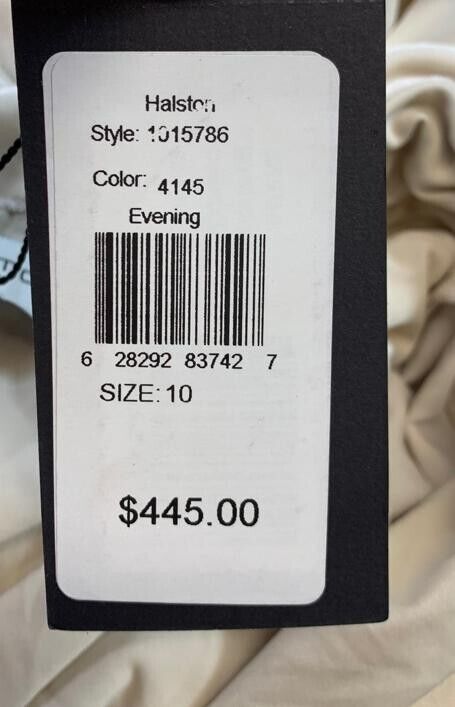 Halston
Style: 1015786
Color: 4145
Evening
6 28292 83742 7
SIZE: 10
$445.00